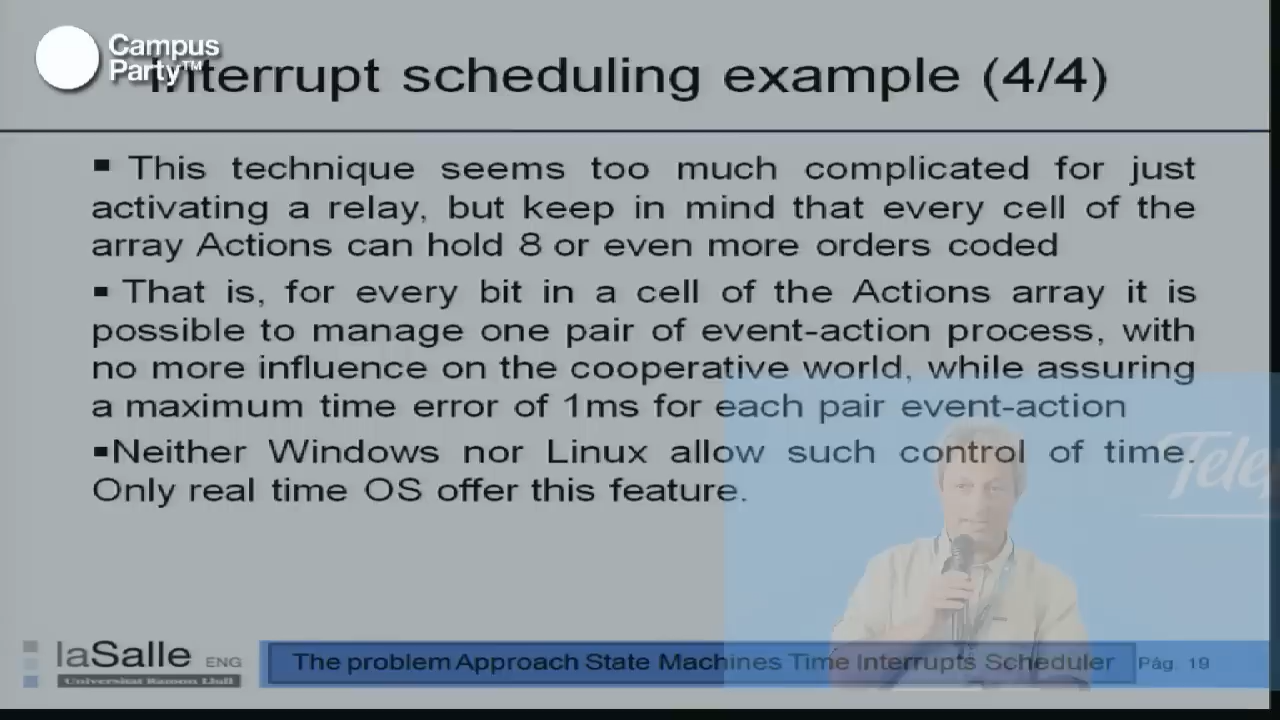 Campus
Party™
Interrupt scheduling example (4/4)
▪ This technique seems too much complicated for just
activating a relay, but keep in mind that every cell of the
array Actions can hold 8 or even more orders coded
▪ That is, for every bit in a cell of the Actions array it is
possible to manage one pair of event-action process, with
no more influence on the cooperative world, while assuring
a maximum time error of 1ms for each pair event-action
▪Neither Windows nor Linux allow such control of time.
Only real time OS offer this feature.
Telef
laSalle ENG
Universitat Ramon Llull
The problem Approach State Machines Time Interrupts Scheduler
Pág. 19